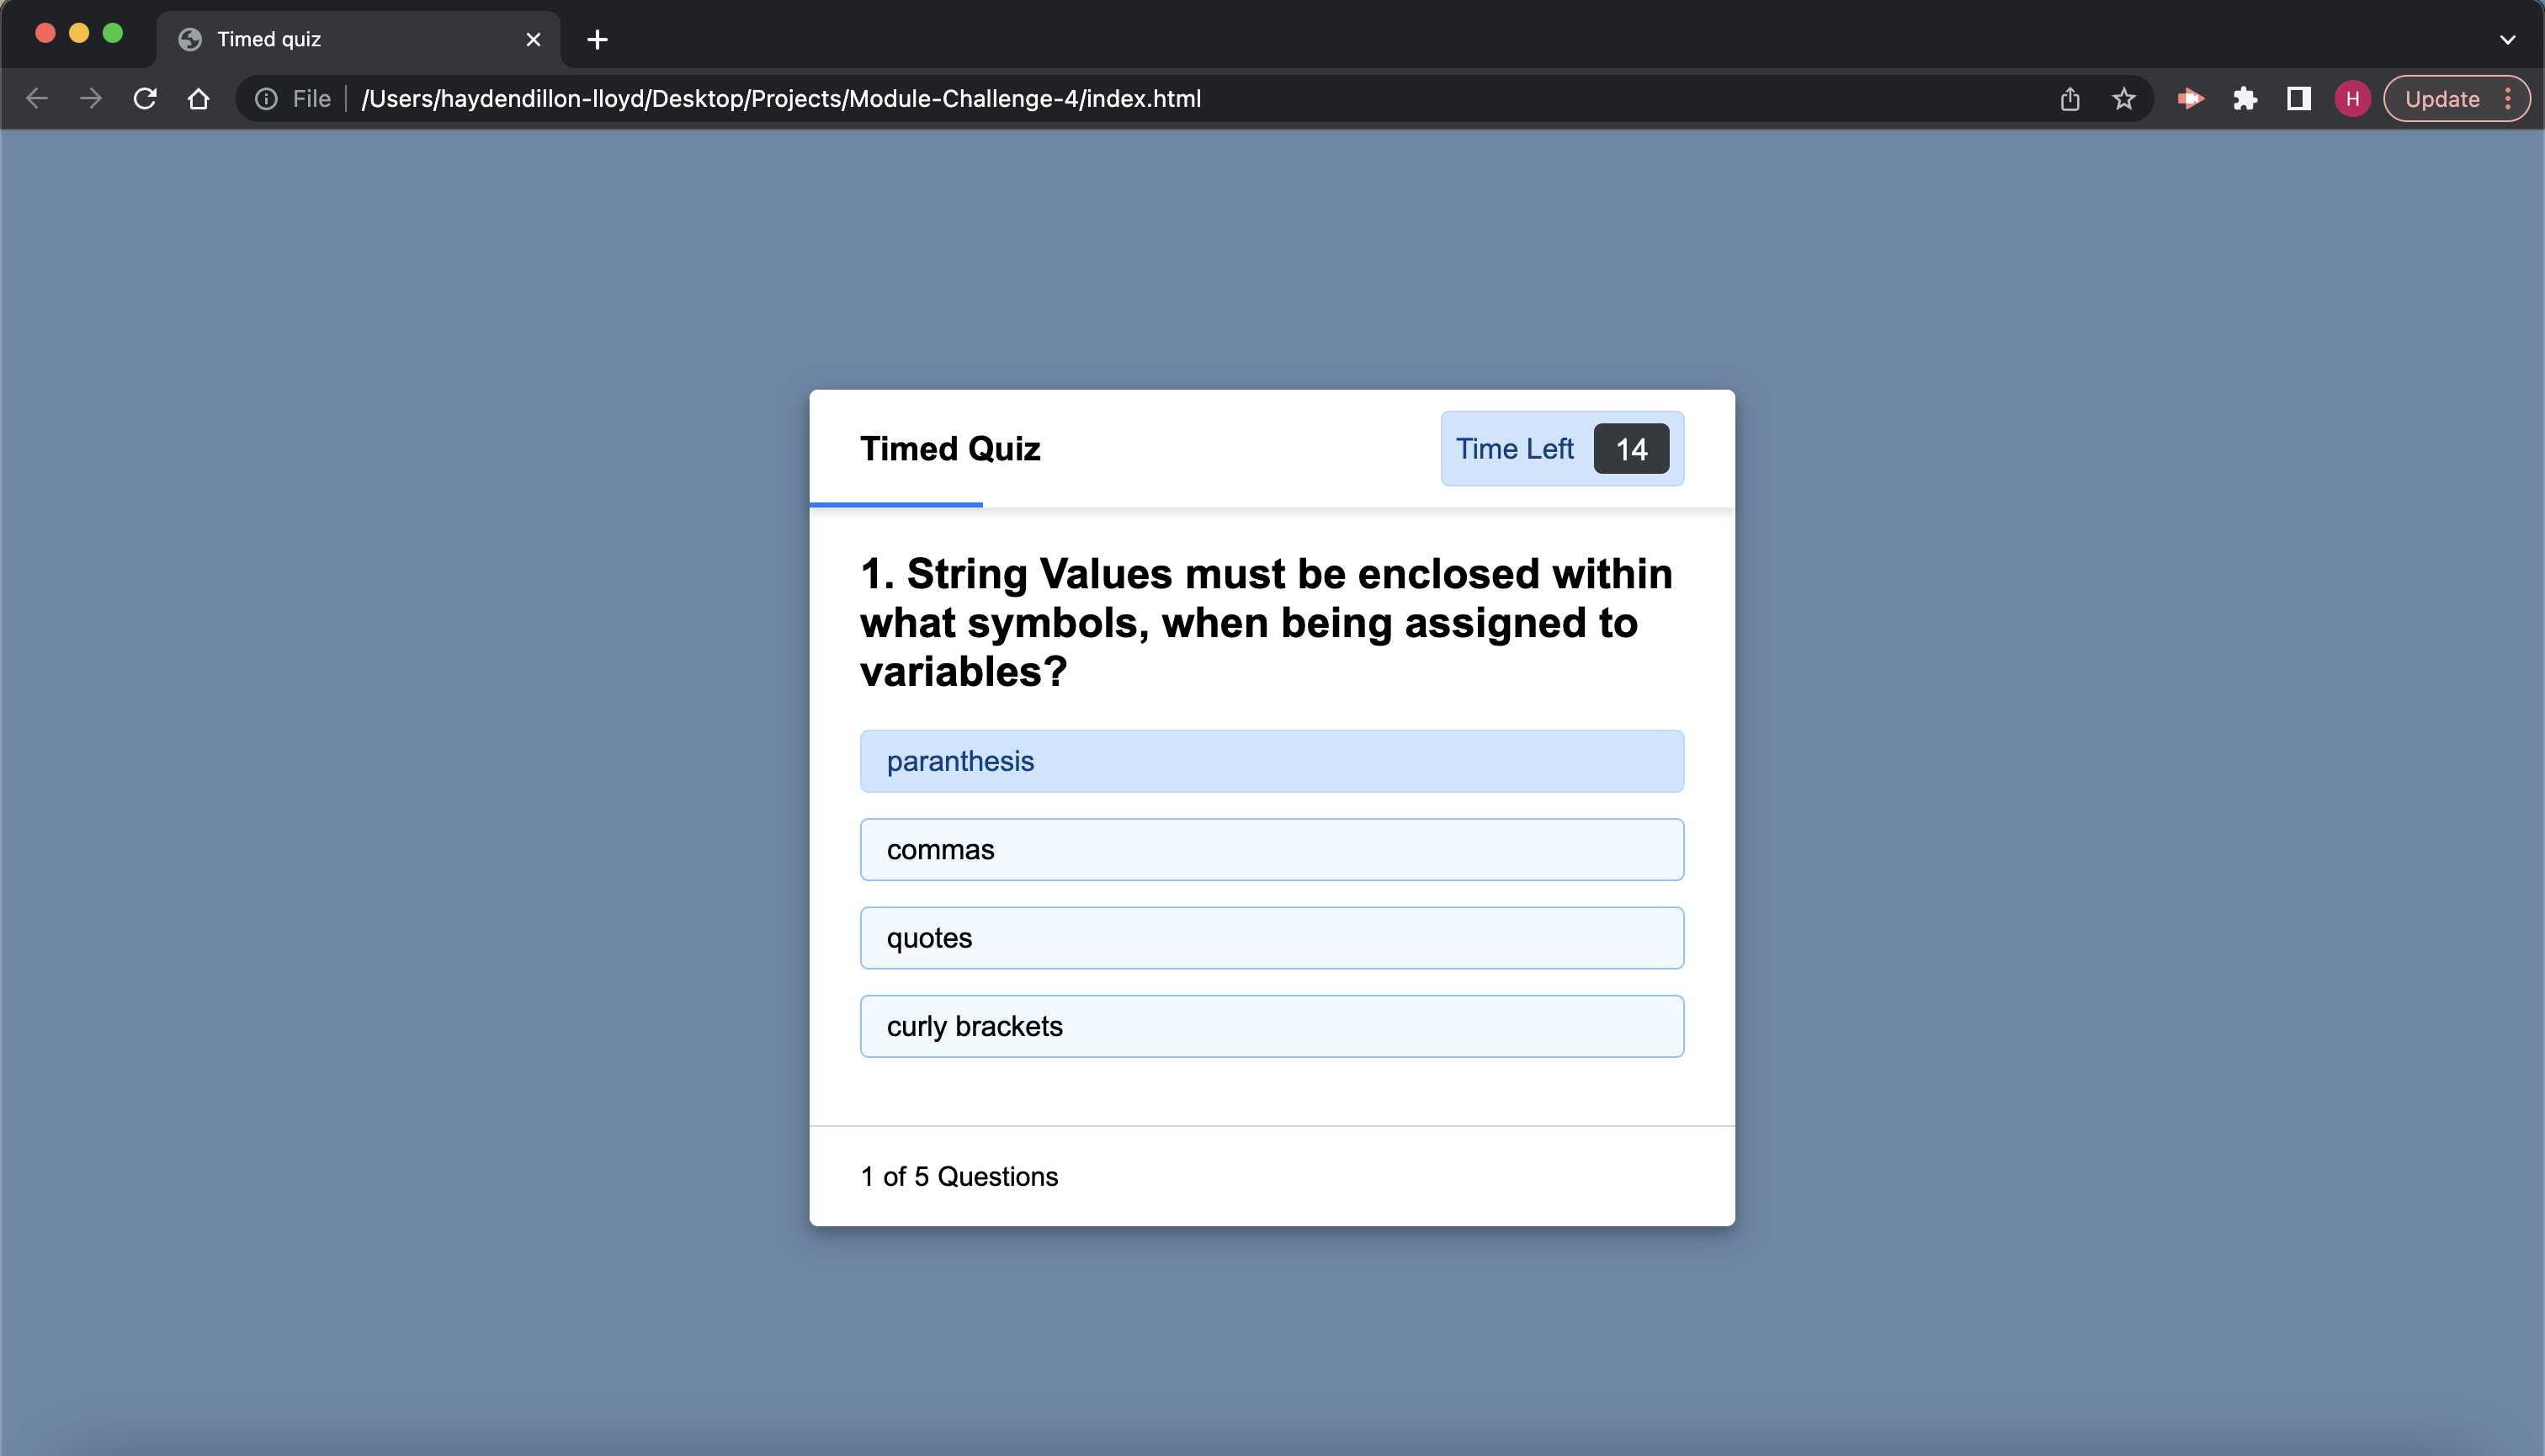 Timed quiz
File
/Users/haydendillon-lloyd/Desktop/Projects/Module-Challenge-4/index.html
H
Update
Timed Quiz
Time Left
14
1. String Values must be enclosed within
what symbols, when being assigned to
variables?
paranthesis
commas
quotes
curly brackets
1 of 5 Questions